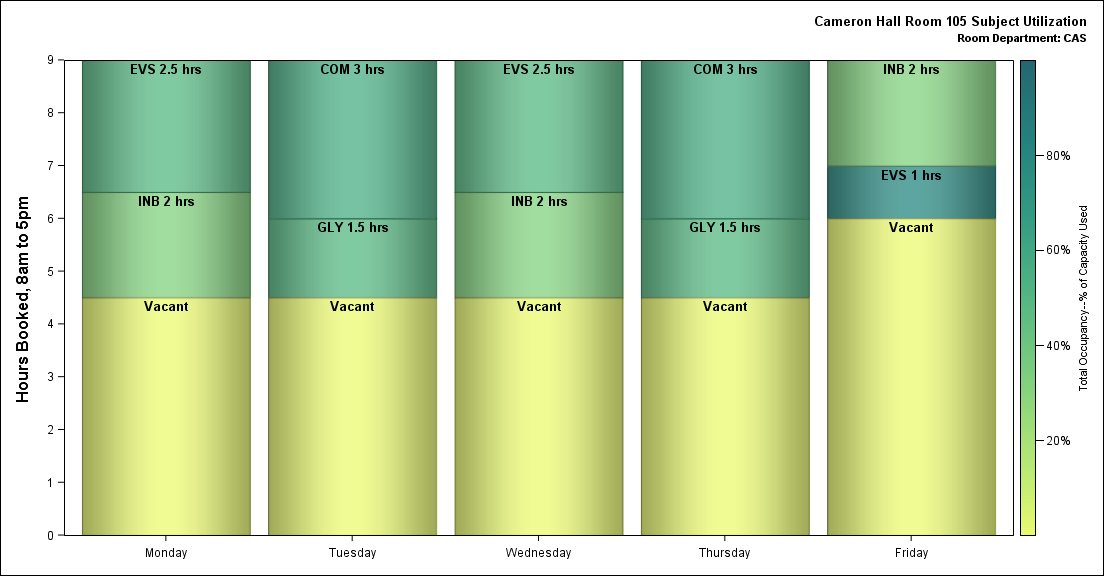 Cameron Hall Room 105 Subject Utilization
Room Department: CAS
Hours Booked, 8am to 5pm
9
8
7
6
5
4
3
2
1
0
EVS 2.5 hrs
INB 2 hrs
Vacant
COM 3 hrs
GLY 1.5 hrs
Vacant
EVS 2.5 hrs
INB 2 hrs
Vacant
COM 3 hrs
GLY 1.5 hrs
Vacant
INB 2 hrs
EVS 1 hrs
Vacant
Monday
Tuesday
Wednesday
Thursday
Friday
80%
60%
40%
20%
Total Occupancy--% of Capacity Used